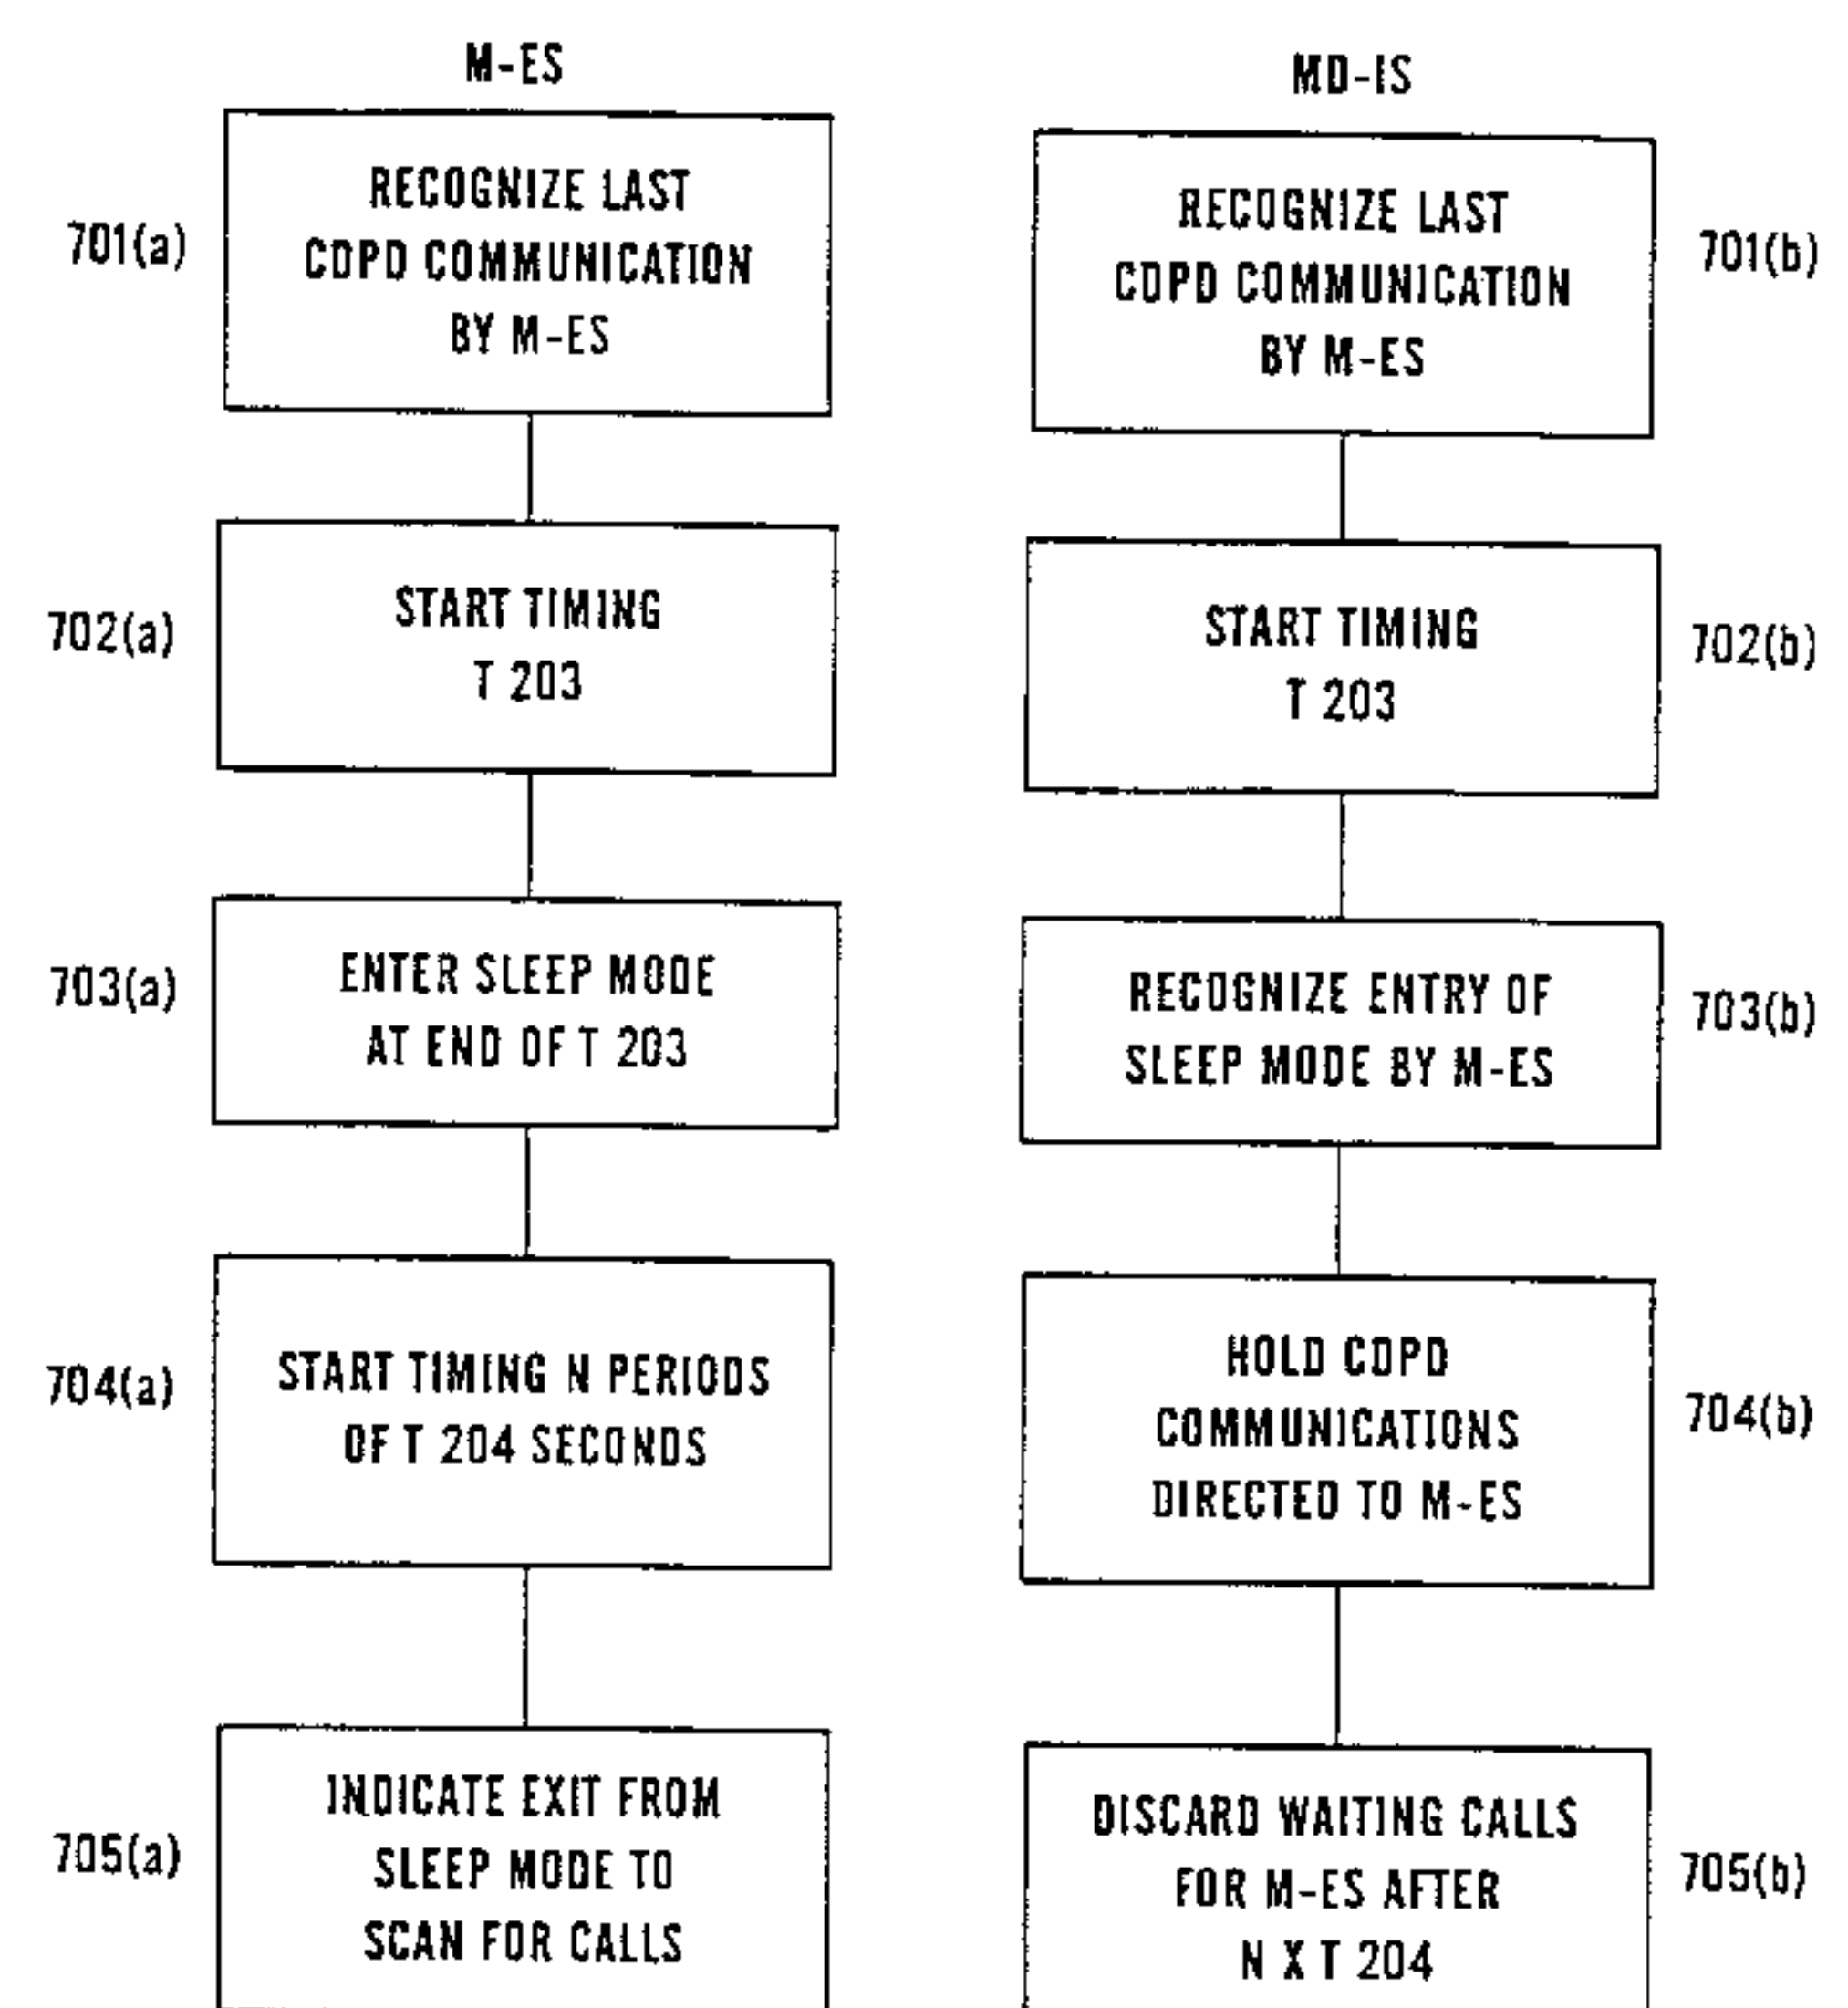 M-ES
701(a)
RECOGNIZE LAST
CDPD COMMUNICATION
BY M-ES
702(a)
START TIMING
T 203
703(a)
ENTER SLEEP MODE
AT END OF T 203
704(a)
START TIMING N PERIODS
OF T 204 SECONDS
705(a)
INDICATE EXIT FROM
SLEEP MODE TO
SCAN FOR CALLS
MD-IS
RECOGNIZE LAST
CDPD COMMUNICATION
BY M-ES
701(b)
START TIMING
T 203
702(b)
RECOGNIZE ENTRY OF
SLEEP MODE BY M-ES
703(b)
HOLD CDPD
COMMUNICATIONS
DIRECTED TO M-ES
704(b)
DISCARD WAITING CALLS
FOR M-ES AFTER
N X T 204
705(b)